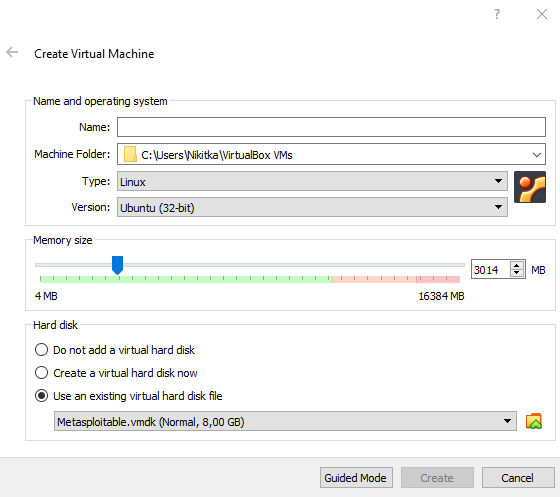 ?
Create Virtual Machine
Name and operating system
Name:
Machine Folder: C:\Users\Nikitka\VirtualBox VMs
Type: Linux
Version: Ubuntu (32-bit)
Memory size
3014 MB
4 MB 16384 MB
Hard disk
Do not add a virtual hard disk
Create a virtual hard disk now
Use an existing virtual hard disk file
Metasploitable.vmdk (Normal, 8,00 GB)
Guided Mode Create Cancel